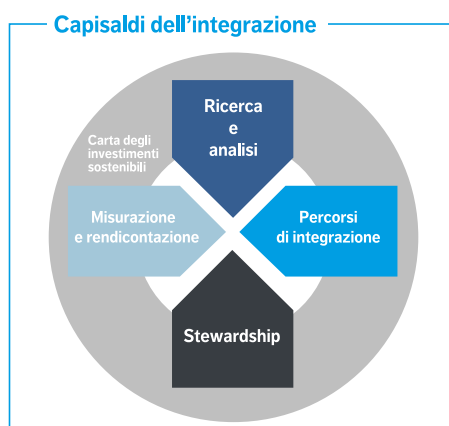 Capisaldi dell'integrazione
Ricerca
e
analisi
Carta degli
investimenti
sostenibili
Misurazione
e rendicontazione
Percorsi
di integrazione
Stewardship